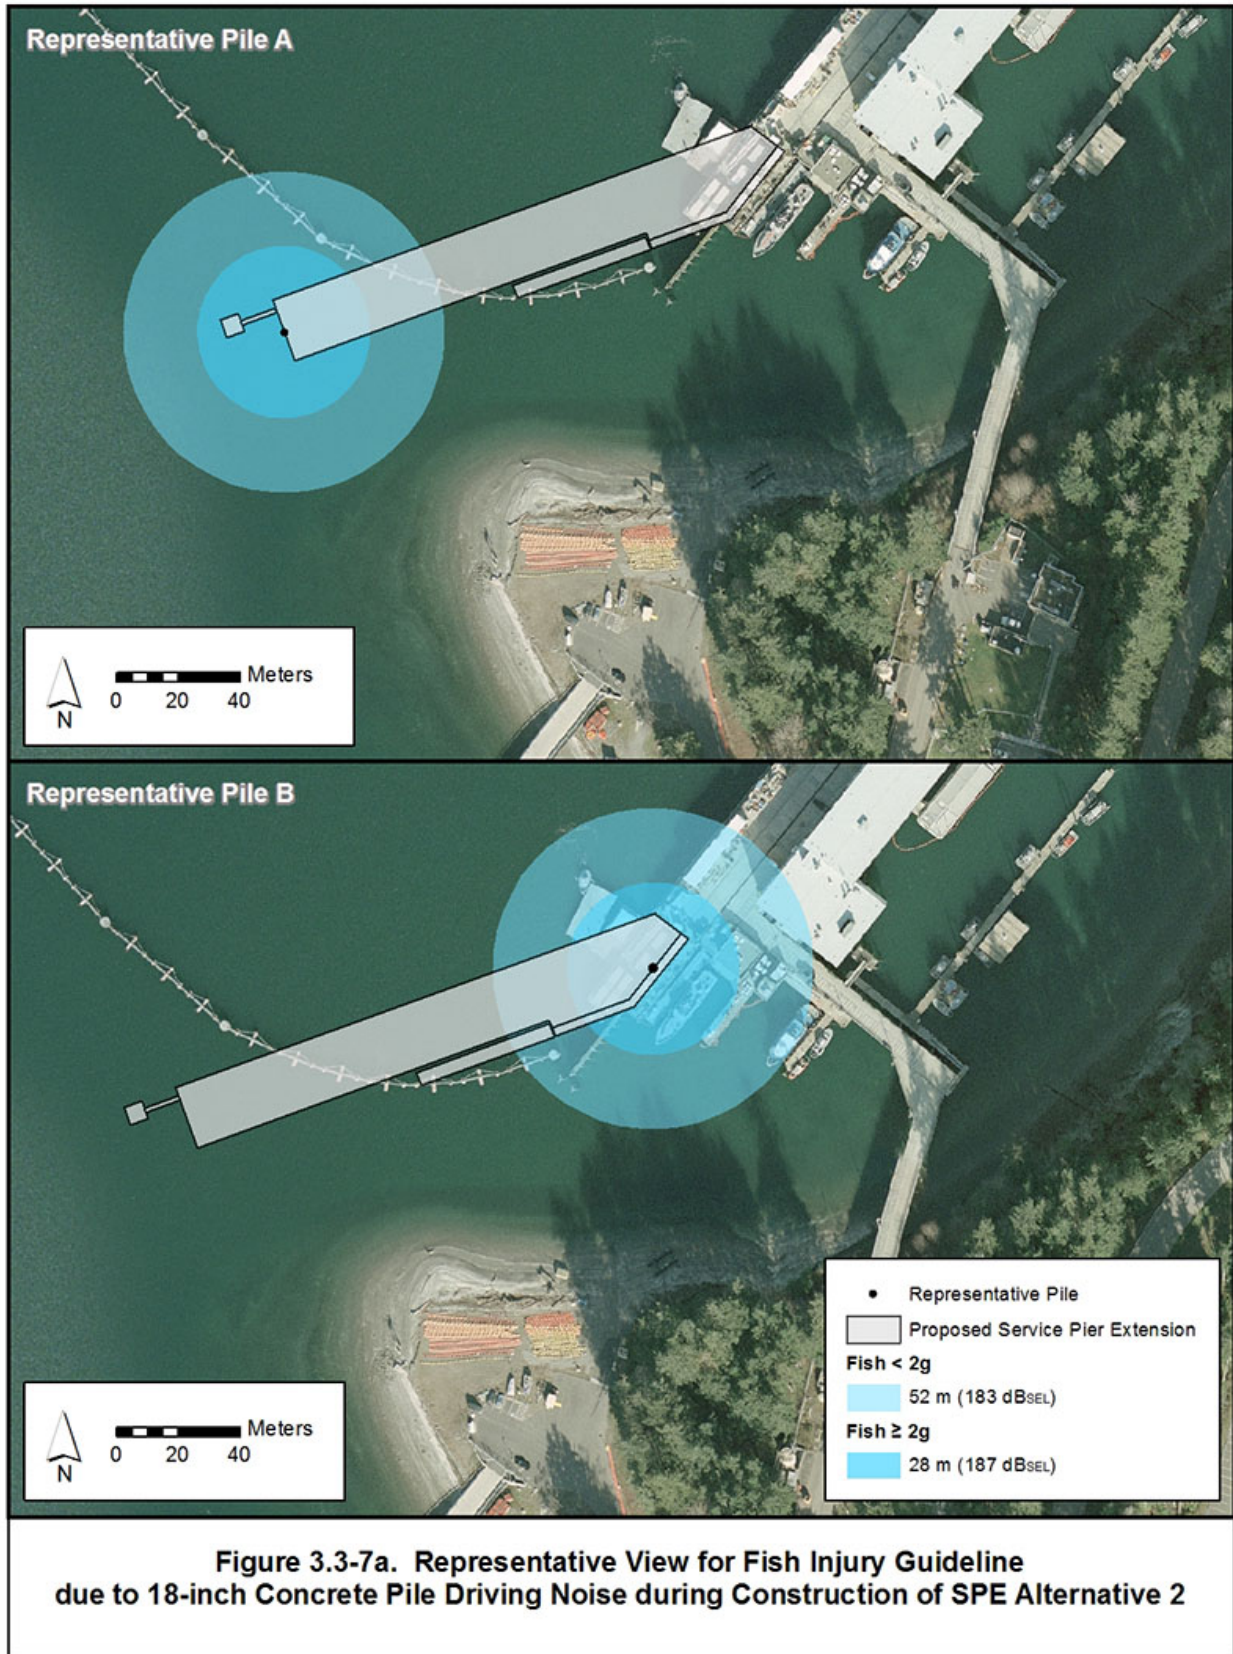 Representative Pile A
Meters
0 20 40
N
Representative Pile B
Meters
0 20 40
N
Representative Pile
Proposed Service Pier Extension
Fish < 2g
52 m (183 dBSEL)
Fish ≥ 2g
28 m (187 dBSEL)
Figure 3.3-7a. Representative View for Fish Injury Guideline
due to 18-inch Concrete Pile Driving Noise during Construction of SPE Alternative 2